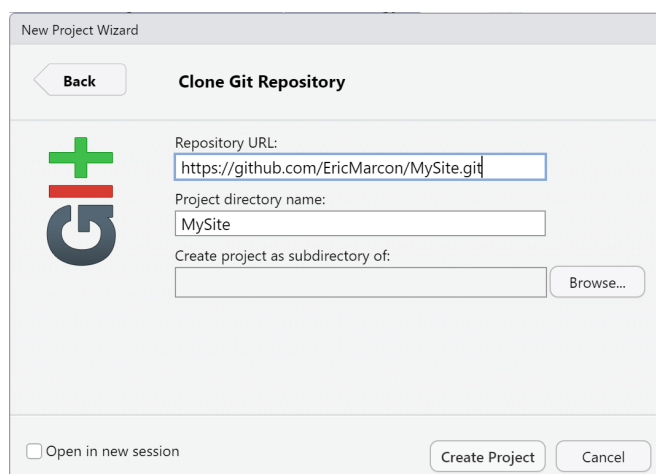 New Project Wizard
Back
Clone Git Repository
Repository URL:
https://github.com/EricMarcon/MySite.git
Project directory name:
MySite
Create project as subdirectory of:
Browse...
Git
Open in new session
Create Project
Cancel